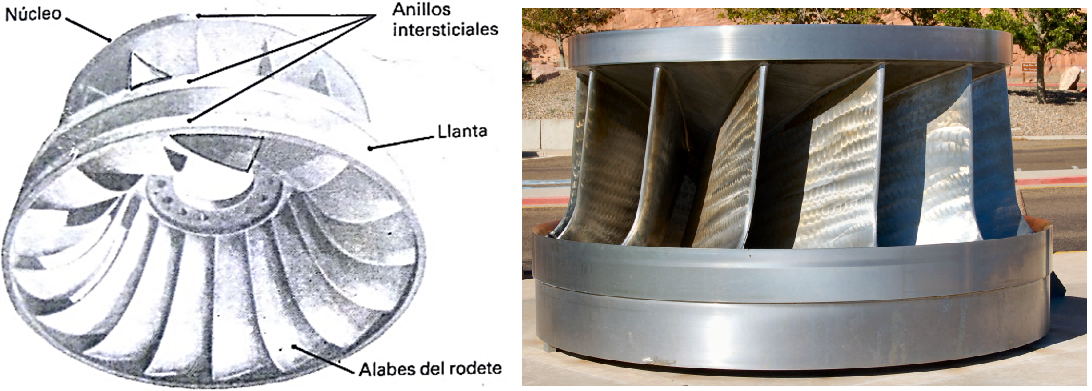 Núcleo
Anillos
intersticiales
Llanta
Alabes del rodete